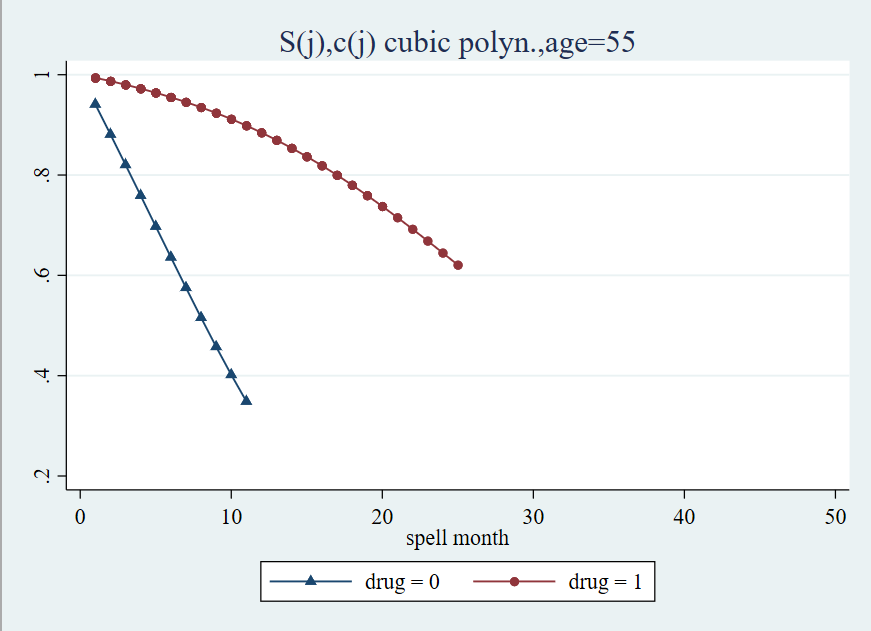 S(j),c(j) cubic polyn.,age=55
1
.8
.6
.4
.2
0 10 20 30 40 50
spell month
drug = 0 drug = 1